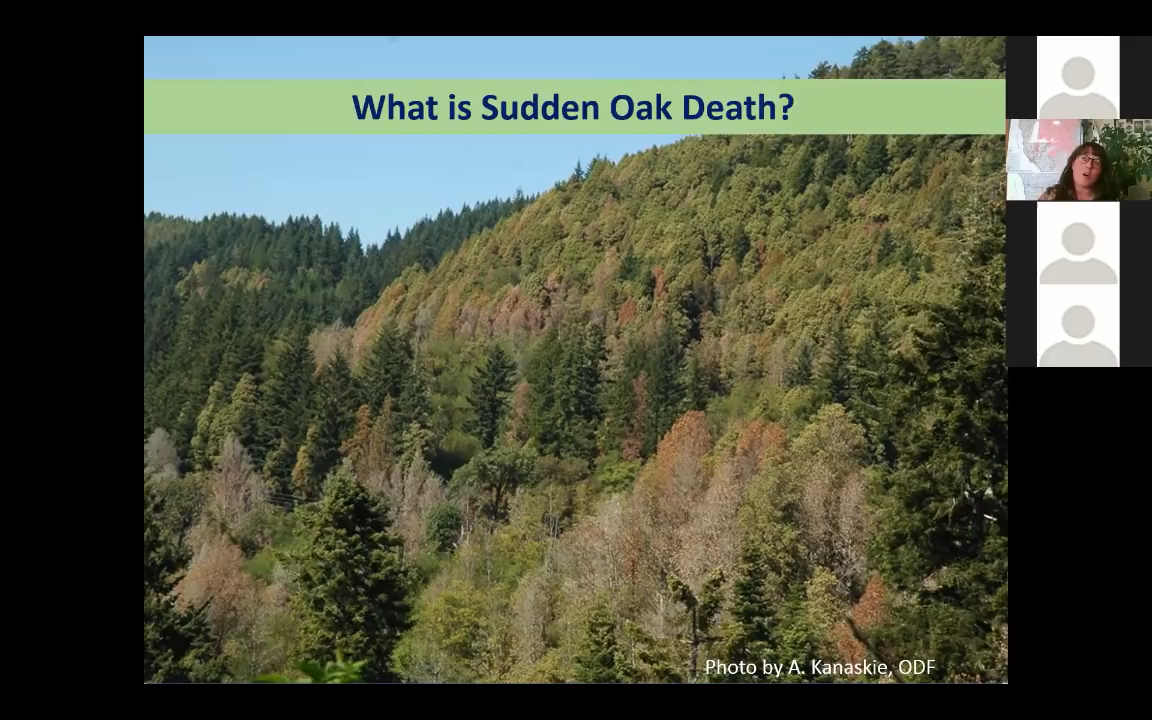 What is Sudden Oak Death?
Photo by A. Kanaskie, ODF